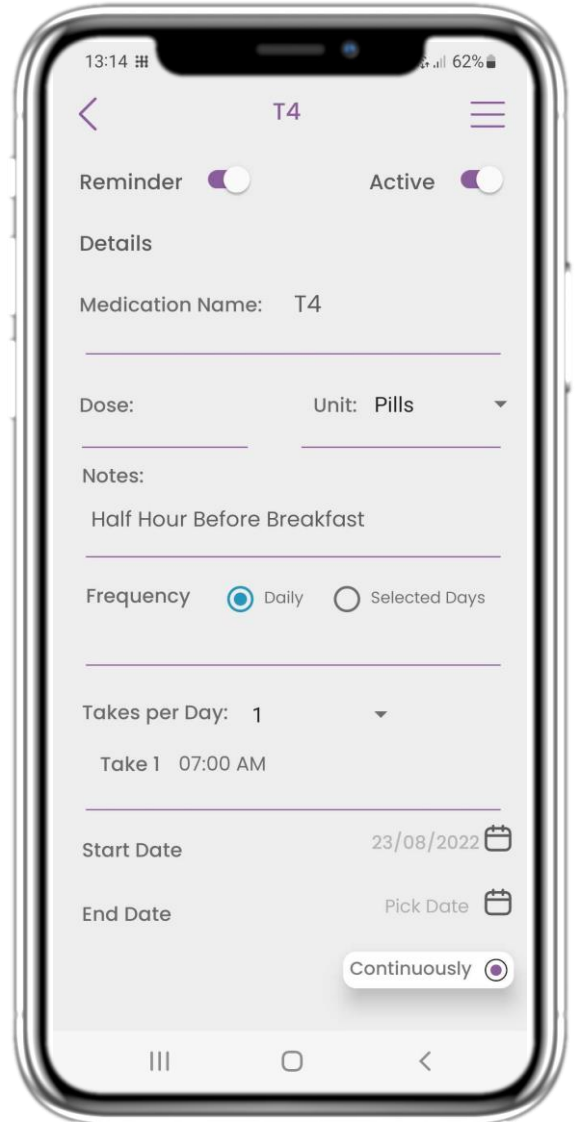 13:14 62%
T4
Reminder Active
Details
Medication Name: T4
Dose: Unit: Pills
Notes:
Half Hour Before Breakfast
Frequency Daily Selected Days
Takes per Day: 1
Take 1 07:00 AM
Start Date 23/08/2022
End Date Pick Date
Continuously